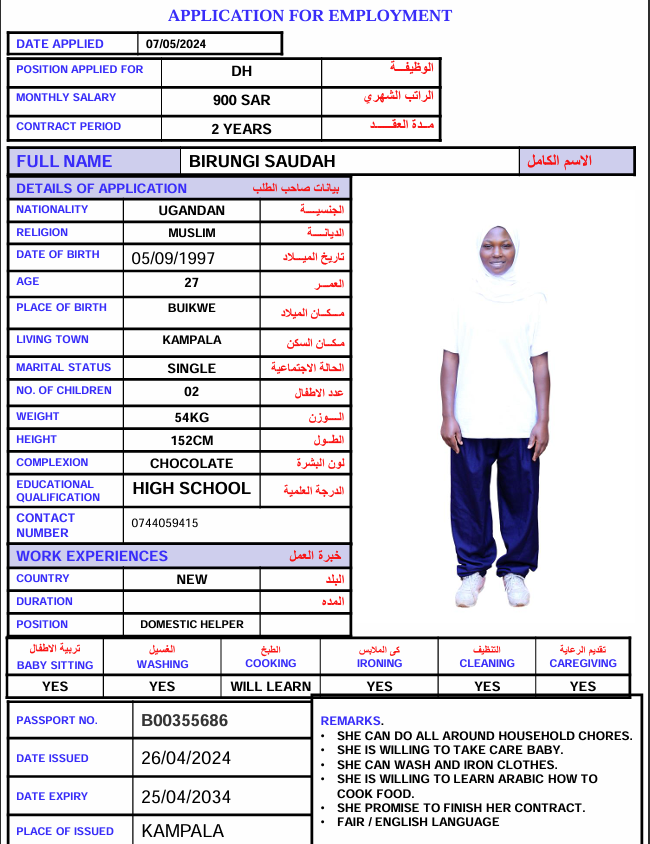 APPLICATION FOR EMPLOYMENT
DATE APPLIED 07/05/2024
POSITION APPLIED FOR DH الوظيفـــة
MONTHLY SALARY 900 SAR الراتب الشهري
CONTRACT PERIOD 2 YEARS مــدة العقــــد
FULL NAME BIRUNGI SAUDAH الاسم الكامل
DETAILS OF APPLICATION بيانات صاحب الطلب
NATIONALITY UGANDAN الجنسيــــة
RELIGION MUSLIM الديانــــة
DATE OF BIRTH 05/09/1997 تاريخ الميـــلاد
AGE 27 العمـــر
PLACE OF BIRTH BUIKWE مــكــان الميلاد
LIVING TOWN KAMPALA مـكــان السكن
MARITAL STATUS SINGLE الحالة الاجتماعية
NO. OF CHILDREN 02 عدد الاطفال
WEIGHT 54KG الــــوزن
HEIGHT 152CM الطــول
COMPLEXION CHOCOLATE لون البشرة
EDUCATIONAL QUALIFICATION HIGH SCHOOL الدرجة العلمية
CONTACT NUMBER 0744059415
WORK EXPERIENCES خبرة العمل
COUNTRY NEW البلد
DURATION المده
POSITION DOMESTIC HELPER
تربية الاطفال الغسيل الطبخ كى الملابس التنظيف تقديم الرعاية
BABY SITTING WASHING COOKING IRONING CLEANING CAREGIVING
YES YES WILL LEARN YES YES YES
PASSPORT NO. B00355686
DATE ISSUED 26/04/2024
DATE EXPIRY 25/04/2034
PLACE OF ISSUED KAMPALA
REMARKS.
• SHE CAN DO ALL AROUND HOUSEHOLD CHORES.
• SHE IS WILLING TO TAKE CARE BABY.
• SHE CAN WASH AND IRON CLOTHES.
• SHE IS WILLING TO LEARN ARABIC HOW TO
COOK FOOD.
• SHE PROMISE TO FINISH HER CONTRACT.
• FAIR / ENGLISH LANGUAGE